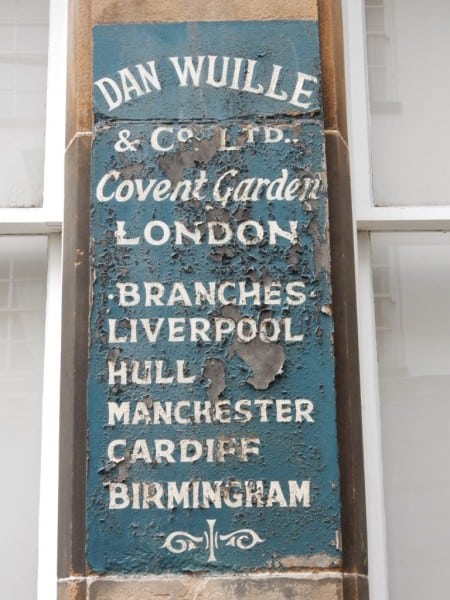 DAN WUILLE
& Co. LTD.,
Covent Garden
LONDON
·BRANCHES·
LIVERPOOL
HULL
MANCHESTER
CARDIFF
BIRMINGHAM